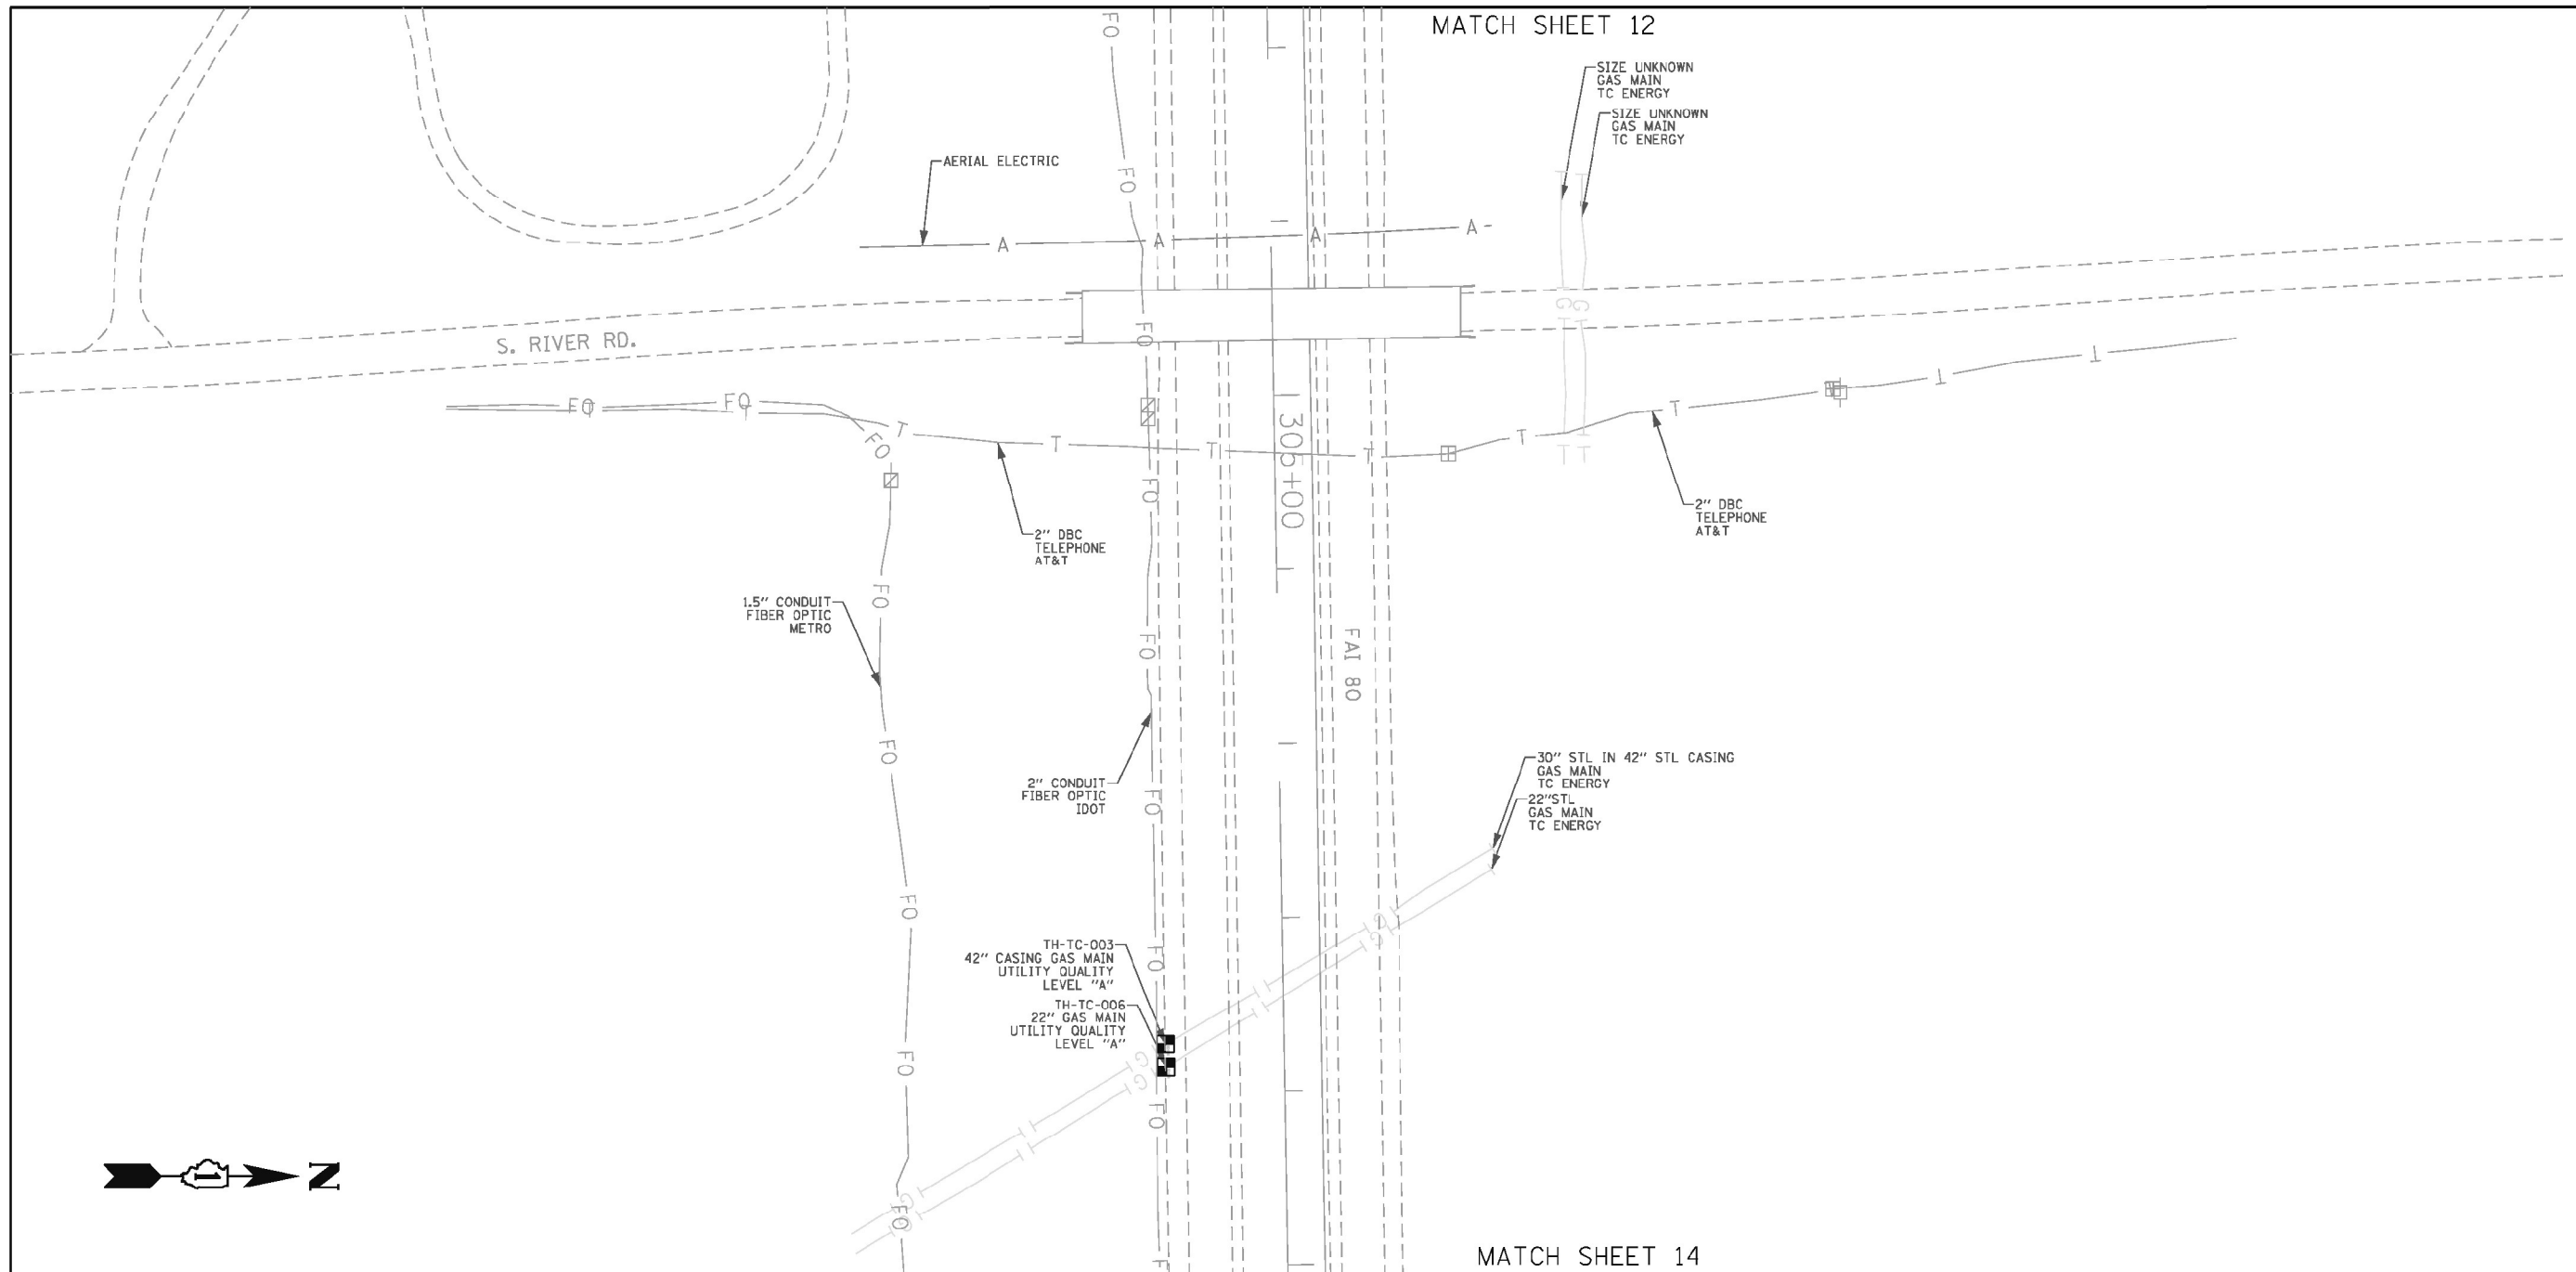 MATCH SHEET 12
SIZE UNKNOWN
GAS MAIN
TC ENERGY
SIZE UNKNOWN
GAS MAIN
TC ENERGY
FO
FO
AERIAL ELECTRIC
A
A
A
A
G
G
S. RIVER RD.
FO
FO
T
FO
T
FO
T
T
T
T
T
T
T
T
305+00
FO
2" DBC
TELEPHONE
AT&T
2" DBC
TELEPHONE
AT&T
1.5" CONDUIT
FIBER OPTIC
METRO
FO
FO
FAI 80
FO
2" CONDUIT
FIBER OPTIC
IDOT
FO
30" STL IN 42" STL CASING
GAS MAIN
TC ENERGY
22"STL
GAS MAIN
TC ENERGY
FO
G
G
TH-TC-003
42" CASING GAS MAIN
UTILITY QUALITY
LEVEL "A"
FO
TH-TC-006
22" GAS MAIN
UTILITY QUALITY
LEVEL "A"
FO
G
G
FO
1
N
G
G
FO
F
MATCH SHEET 14